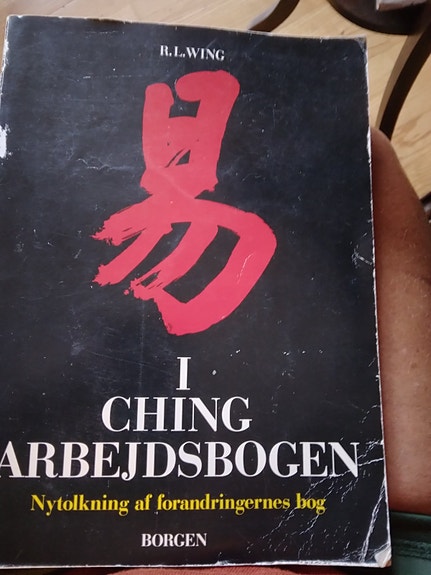 R.L.WING
易
I
CHING
ARBEJDSBOGEN
Nytolkning af forandringernes bog
BORGEN